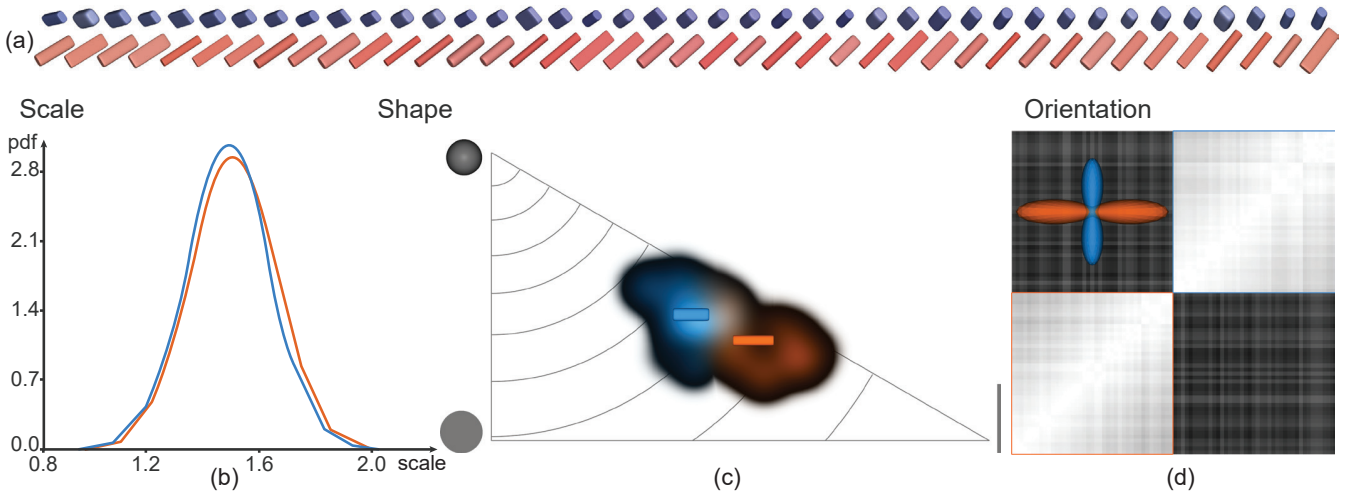 (a)
Scale
Shape
Orientation
pdf
2.8
2.1
1.4
0.7
0.0
0.8
1.2
1.6
2.0
scale
(b)
(c)
(d)